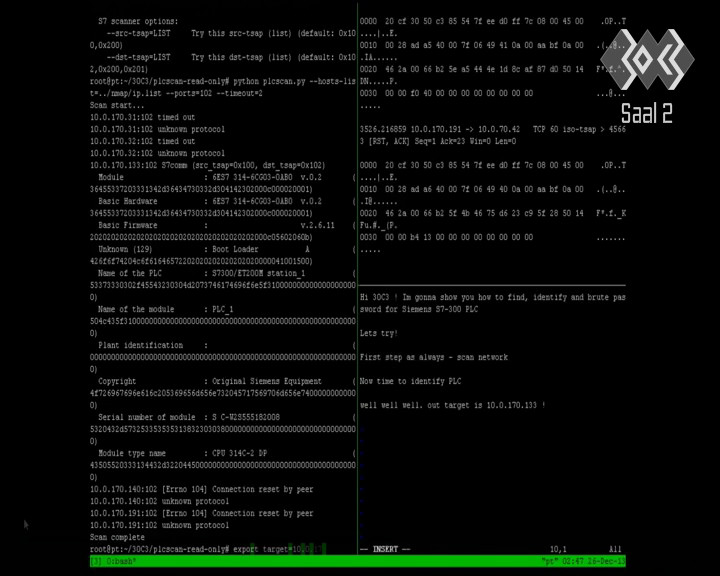 S7 scanner options:
--src-tsap=LIST    Try this src-tsap (list) (default: 0x10
0,0x200)
--dst-tsap=LIST    Try this dst-tsap (list) (default: 0x10
2,0x200,0x201)
root@pt:~/30C3/plcscan-read-only# python plcscan.py --hosts-lis
t=../nmap/ip.list --ports=102 --timeout=2
Scan start...
10.0.170.31:102 timed out
10.0.170.31:102 unknown protocol
10.0.170.32:102 timed out
10.0.170.32:102 unknown protocol
10.0.170.133:102 S7comm (src_tsap=0x100, dst_tsap=0x102)
Module : 6ES7 314-6CG03-0AB0 v.0.2 (
Basic Hardware : 6ES7 314-6CG03-0AB0 v.0.2 (
Basic Firmware : v.2.6.11 (
Unknown (129) : Boot Loader A (
Name of the PLC : S7300/ET200M station_1 (
0)
Name of the module : PLC_1 (
0)
Plant identification : (
0)
Copyright : Original Siemens Equipment (
0)
Serial number of module : S C-W2S555182008 (
0)
Module type name : CPU 314C-2 DP (
0)
10.0.170.140:102 [Errno 104] Connection reset by peer
10.0.170.140:102 unknown protocol
10.0.170.191:102 [Errno 104] Connection reset by peer
10.0.170.191:102 unknown protocol
Scan complete
root@pt:~/30C3/plcscan-read-only# export target=10
[3] 0:bash*
0000 20 cf 30 50 c3 85 54 7f ee d0 ff 7c 08 00 45 00 .OP..T
....|..E.
0010 00 28 ad a5 40 00 7f 06 49 41 0a 00 aa bf 0a 00 .(..@..
.IA.....
0020 46 2a 00 66 b2 5e a5 44 4e 1d 8c af 87 d0 50 14
0030 00 00 f0 40 00 00 00 00 00 00 00 00 ...@...
.....
3526.216859 10.0.170.191 -> 10.0.70.42 TCP 60 iso-tsap > 4566
3 [RST, ACK] Seq=1 Ack=23 Win=0 Len=0
0000 20 cf 30 50 c3 85 54 7f ee d0 ff 7c 08 00 45 00 .OP..T
....|..E.
0010 00 28 ad a6 40 00 7f 06 49 40 0a 00 aa bf 0a 00 .(..@..
.I@.....
0020 46 2a 00 66 b2 5f 4b 46 75 d6 23 c9 5f 28 50 14 F*.f._K
Fu.#._(P.
0030 00 00 b4 13 00 00 00 00 00 00 00 00 .......
.....
Hi 30C3 ! Im gonna show you how to find, identify and brute pas
sword for Siemens S7-300 PLC
Lets try!
First step as always - scan network
Now time to identify PLC
well well well. out target is 10.0.170.133 !
-- INSERT -- 10,1 All
"pt" 02:47 26-Dec-13
Saal 2